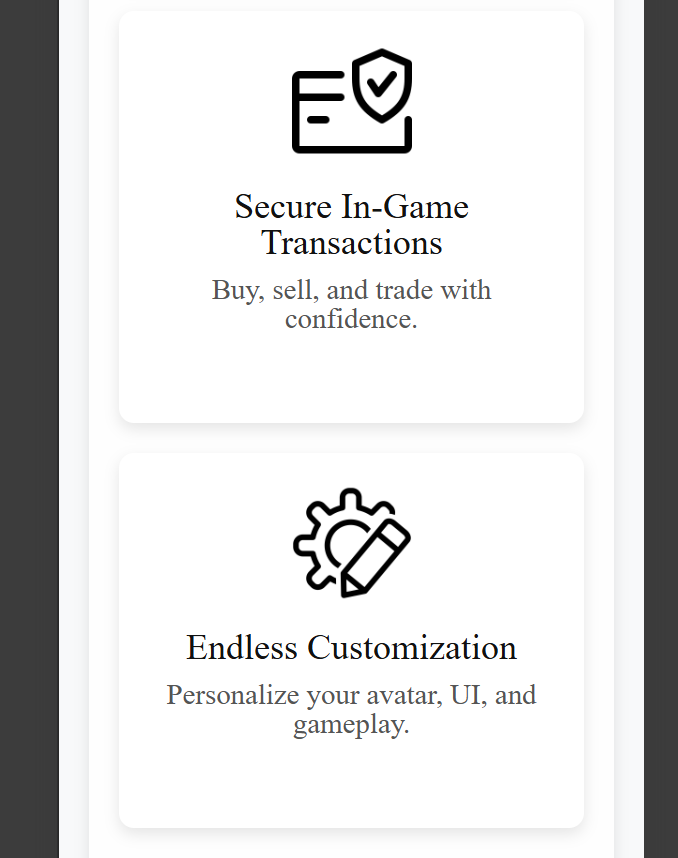 Secure In-Game
Transactions
Buy, sell, and trade with
confidence.
Endless Customization
Personalize your avatar, UI, and
gameplay.